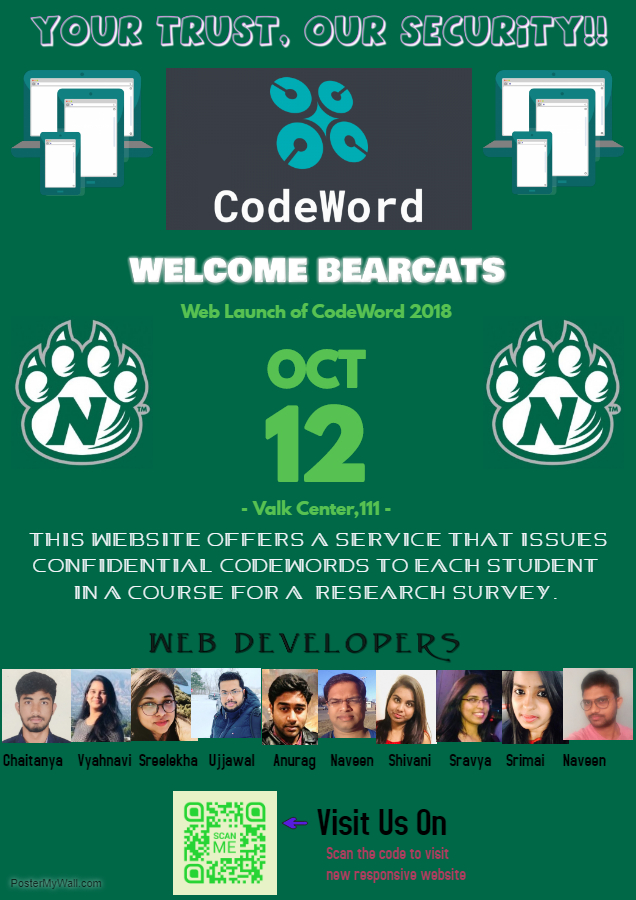 YOUR TRUST, OUR SECURITY!!
CodeWord
WELCOME BEARCATS
Web Launch of CodeWord 2018
OCT
12
N TM
N TM
- Valk Center,111 -
THIS WEBSITE OFFERS A SERVICE THAT ISSUES
CONFIDENTIAL CODEWORDS TO EACH STUDENT
IN A COURSE FOR A RESEARCH SURVEY.
WEB DEVELOPERS
Chaitanya Vyahnavi Sreelekha Ujjawal Anurag Naveen Shivani Sravya Srimai Naveen
SCAN
ME
Visit Us On
Scan the code to visit
new responsive website
PosterMyWall.com